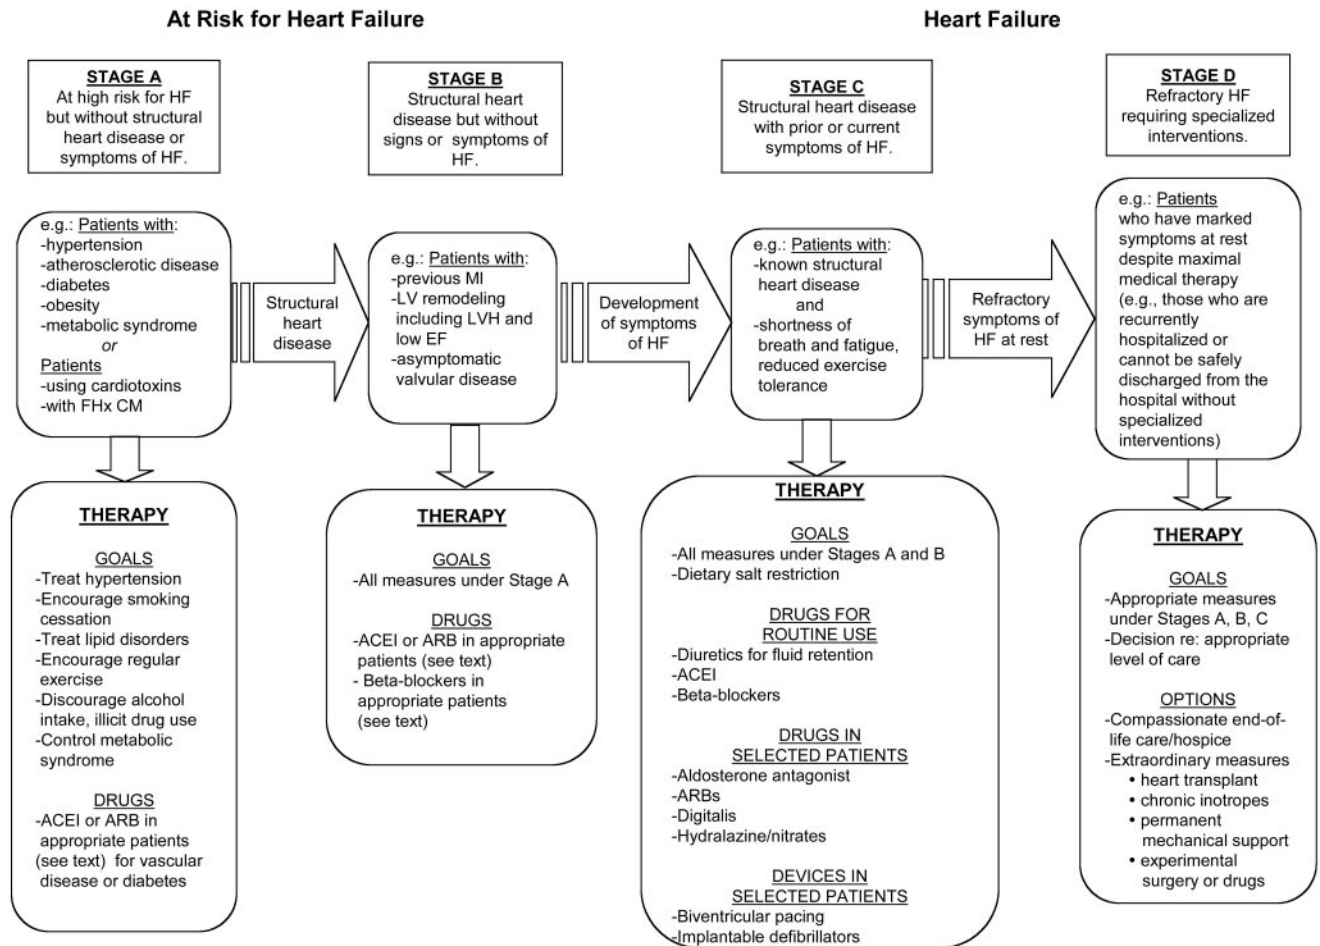 At Risk for Heart Failure
Heart Failure
STAGE A
At high risk for HF
but without structural
heart disease or
symptoms of HF.
STAGE B
Structural heart
disease but without
signs or symptoms of
HF.
STAGE C
Structural heart disease
with prior or current
symptoms of HF.
STAGE D
Refractory HF
requiring specialized
interventions.
e.g.: Patients with:
-hypertension
-atherosclerotic disease
-diabetes
-obesity
-metabolic syndrome
or
Patients
-using cardiotoxins
-with FHx CM
Structural
heart
disease
e.g.: Patients with:
-previous MI
-LV remodeling
including LVH and
low EF
-asymptomatic
valvular disease
Development
of symptoms
of HF
e.g.: Patients with:
-known structural
heart disease
and
-shortness of
breath and fatigue,
reduced exercise
tolerance
Refractory
symptoms of
HF at rest
e.g.: Patients
who have marked
symptoms at rest
despite maximal
medical therapy
(e.g., those who are
recurrently
hospitalized or
cannot be safely
discharged from the
hospital without
specialized
interventions)
THERAPY
GOALS
-Treat hypertension
-Encourage smoking
cessation
-Treat lipid disorders
-Encourage regular
exercise
-Discourage alcohol
intake, illicit drug use
-Control metabolic
syndrome
DRUGS
-ACEI or ARB in
appropriate patients
(see text) for vascular
disease or diabetes
THERAPY
GOALS
-All measures under Stage A
DRUGS
-ACEI or ARB in appropriate
patients (see text)
- Beta-blockers in
appropriate patients
(see text)
THERAPY
GOALS
-All measures under Stages A and B
-Dietary salt restriction
DRUGS FOR
ROUTINE USE
-Diuretics for fluid retention
-ACEI
-Beta-blockers
DRUGS IN
SELECTED PATIENTS
-Aldosterone antagonist
-ARBs
-Digitalis
-Hydralazine/nitrates
DEVICES IN
SELECTED PATIENTS
-Biventricular pacing
-Implantable defibrillators
THERAPY
GOALS
-Appropriate measures
under Stages A, B, C
-Decision re: appropriate
level of care
OPTIONS
-Compassionate end-of-
life care/hospice
-Extraordinary measures
• heart transplant
• chronic inotropes
• permanent
mechanical support
• experimental
surgery or drugs